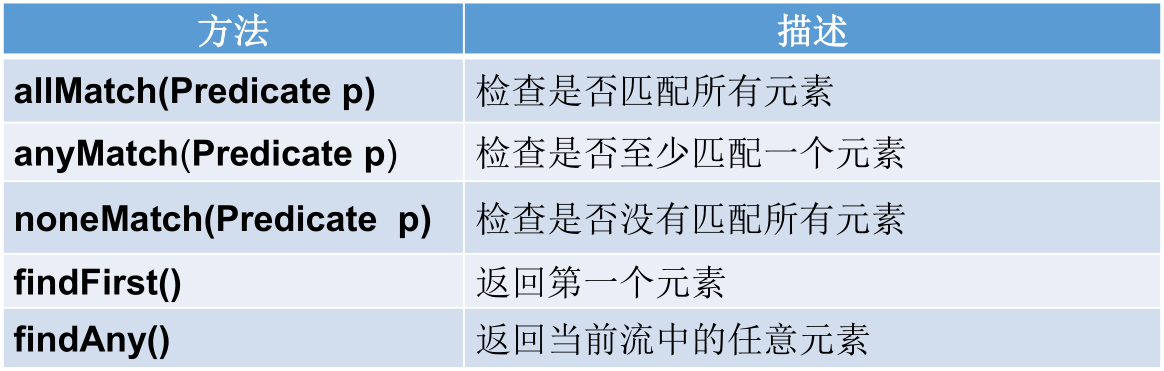 方法 描述
allMatch(Predicate p) 检查是否匹配所有元素
anyMatch(Predicate p) 检查是否至少匹配一个元素
noneMatch(Predicate  p) 检查是否没有匹配所有元素
findFirst() 返回第一个元素
findAny() 返回当前流中的任意元素